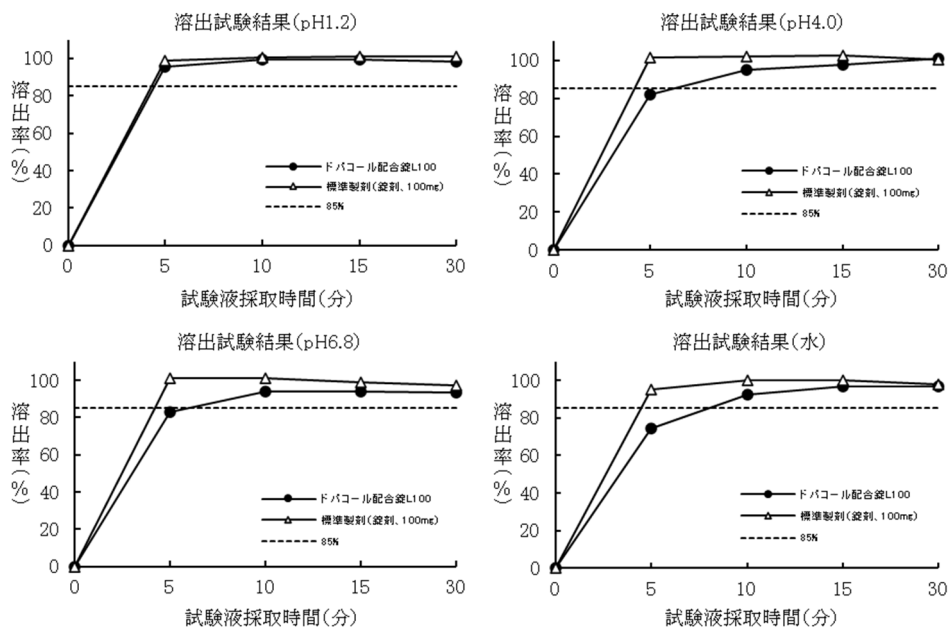 溶出試験結果(pH1.2)
溶出率(%)
100
80
60
40
20
0
ドパコール配合錠L100
標準製剤(錠剤、100mg)
85%
0 5 10 15 30
試験液採取時間(分)
溶出試験結果(pH4.0)
溶出率(%)
100
80
60
40
20
0
ドパコール配合錠L100
標準製剤(錠剤、100mg)
85%
0 5 10 15 30
試験液採取時間(分)
溶出試験結果(pH6.8)
溶出率(%)
100
80
60
40
20
0
ドパコール配合錠L100
標準製剤(錠剤、100mg)
85%
0 5 10 15 30
試験液採取時間(分)
溶出試験結果(水)
溶出率(%)
100
80
60
40
20
0
ドパコール配合錠L100
標準製剤(錠剤、100mg)
85%
0 5 10 15 30
試験液採取時間(分)